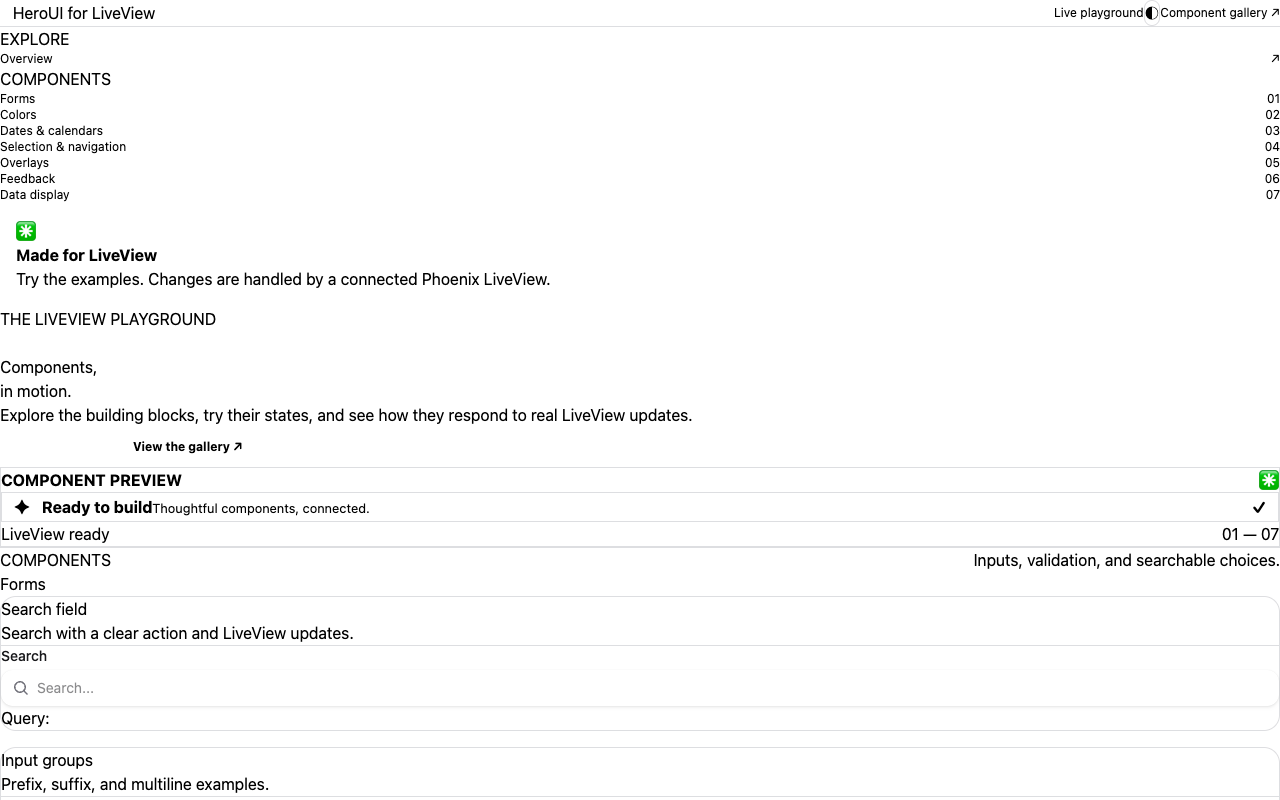 HeroUI for LiveView
Live playground
Component gallery ↗
EXPLORE
Overview ↗
COMPONENTS
Forms 01
Colors 02
Dates & calendars 03
Selection & navigation 04
Overlays 05
Feedback 06
Data display 07
Made for LiveView
Try the examples. Changes are handled by a connected Phoenix LiveView.
THE LIVEVIEW PLAYGROUND
Components,
in motion.
Explore the building blocks, try their states, and see how they respond to real LiveView updates.
View the gallery ↗
COMPONENT PREVIEW
Ready to build Thoughtful components, connected.
LiveView ready 01 — 07
COMPONENTS
Inputs, validation, and searchable choices.
Forms
Search field
Search with a clear action and LiveView updates.
Search
Search...
Query:
Input groups
Prefix, suffix, and multiline examples.